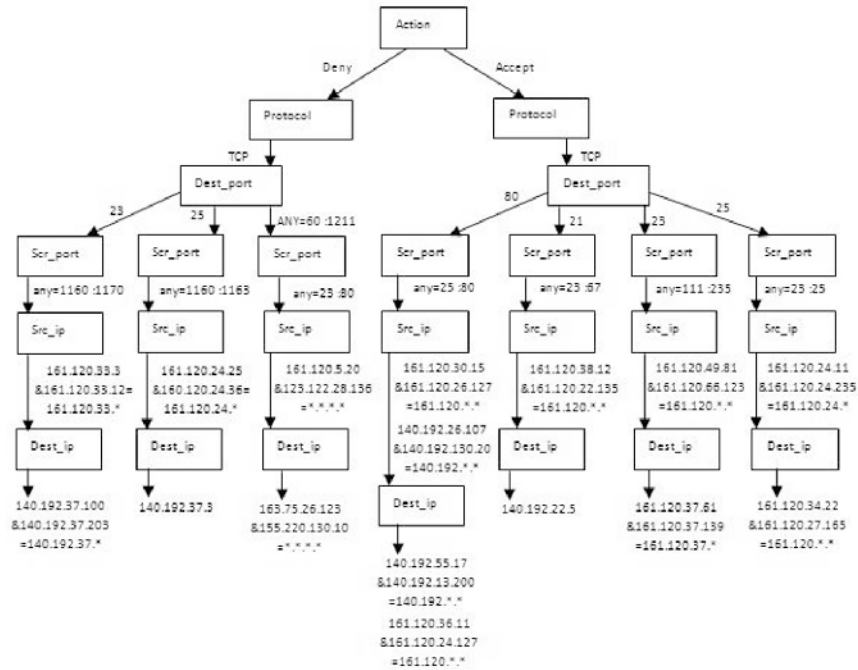 Action
Deny
Accept
Protocol
Protocol
TCP
TCP
Dest_port
Dest_port
23
25
ANY=60 :1211
80
21
23
25
Scr_port
Scr_port
Scr_port
Scr_port
Scr_port
Scr_port
Scr_port
any=1160 :1170
any=1160 :1163
any=23 :80
any=25 :80
any=23 :67
any=111 :235
any=23 :25
Src_ip
Src_ip
Src_ip
Src_ip
Src_ip
Src_ip
Src_ip
161.120.33.3
&161.120.33.12=
161.120.33.*
161.120.24.25
&160.120.24.36=
161.120.24.*
161.120.5.20
&123.122.28.136
=*.*.*.*
161.120.30.15
&161.120.26.127
=161.120.*.*
140.192.26.107
&140.192.130.20
=140.192.*.*
161.120.38.12
&161.120.22.135
=161.120.*.*
161.120.49.81
&161.120.66.123
=161.120.*.*
161.120.24.11
&161.120.24.235
=161.120.24.*
Dest_ip
Dest_ip
Dest_ip
Dest_ip
Dest_ip
Dest_ip
Dest_ip
140.192.37.100
&140.192.37.203
=140.192.37.*
140.192.37.3
163.75.26.123
&155.220.130.10
=*.*.*.*
140.192.55.17
&140.192.13.200
=140.192.*.*
161.120.36.11
&161.120.24.127
=161.120.*.*
140.192.22.5
161.120.37.61
&161.120.37.139
=161.120.37.*
161.120.34.22
&161.120.27.165
=161.120.*.*